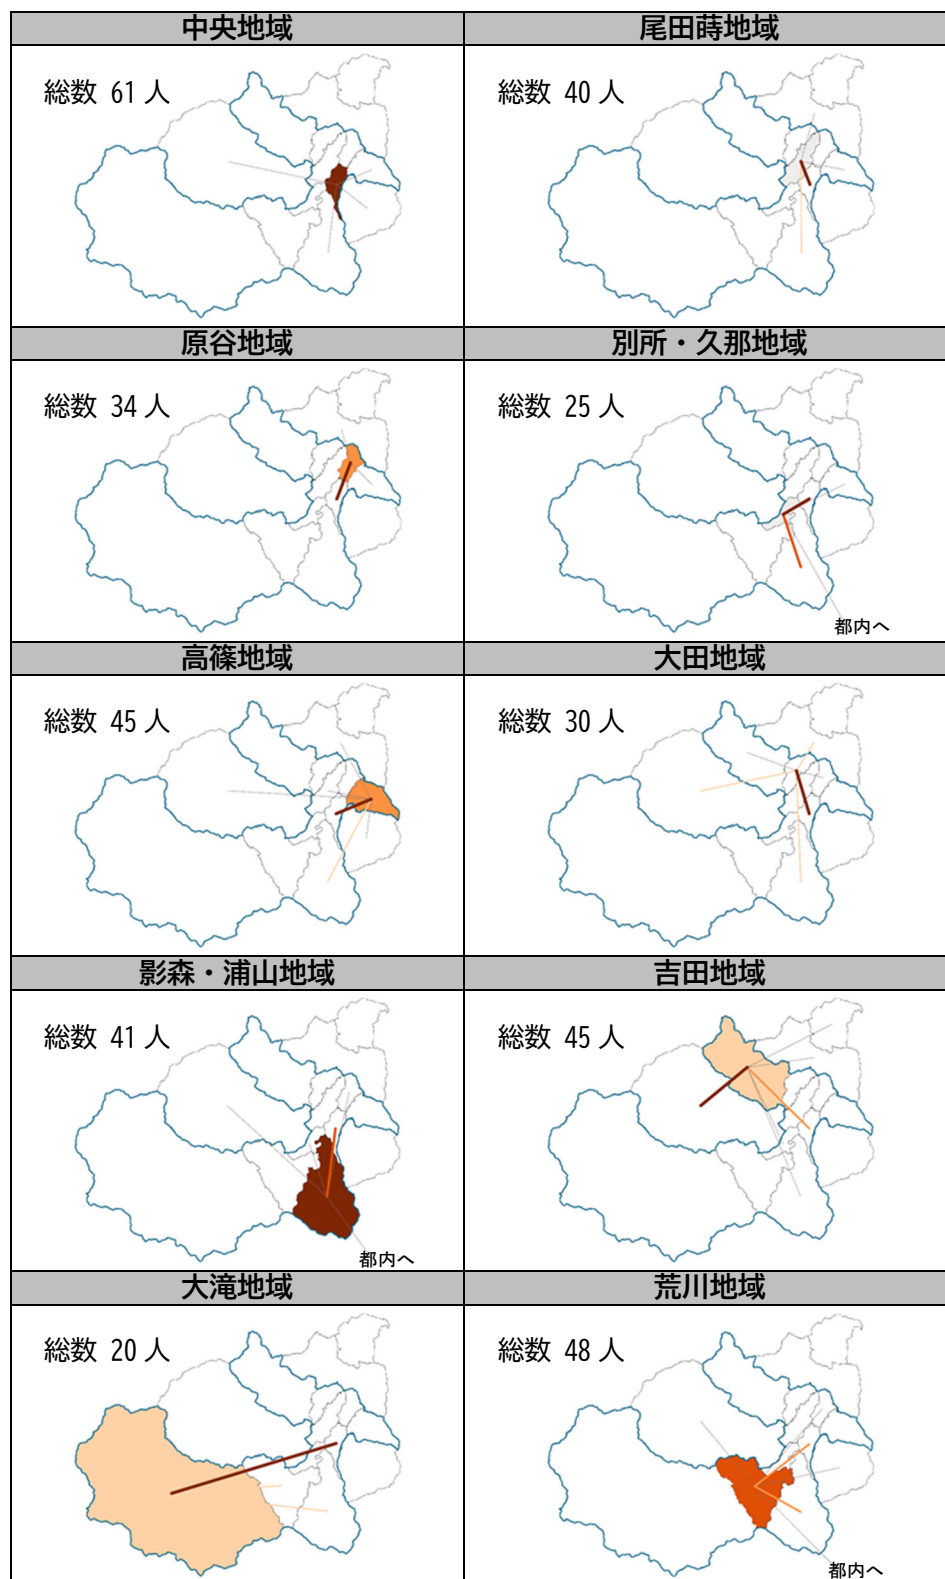 中央地域
尾田蒔地域
総数 61 人
総数 40 人
原谷地域
別所・久那地域
総数 34 人
総数 25 人
都内へ
高篠地域
大田地域
総数 45 人
総数 30 人
影森・浦山地域
吉田地域
総数 41 人
総数 45 人
都内へ
大滝地域
荒川地域
総数 20 人
総数 48 人
都内へ